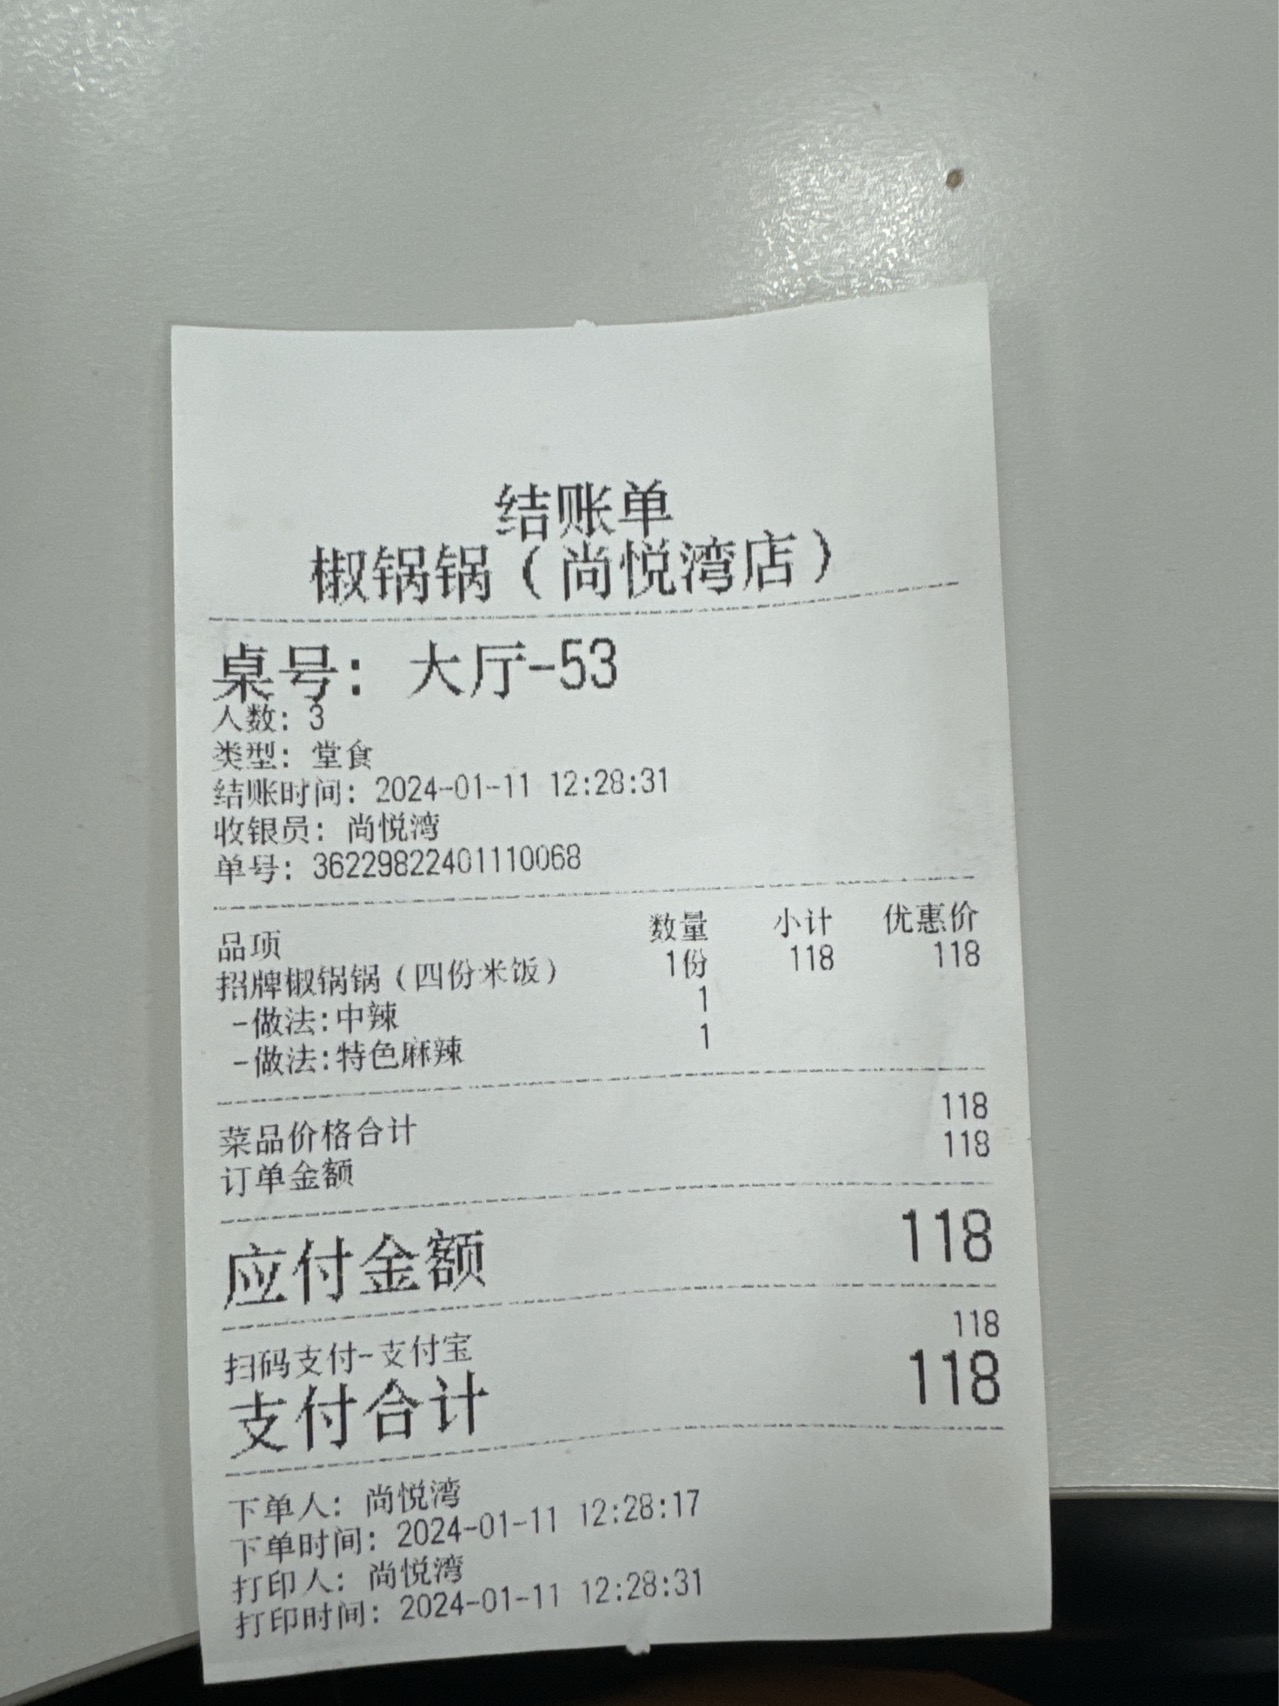 结账单
椒锅锅（尚悦湾店）
桌号: 大厅-53
人数: 3
类型: 堂食
结账时间: 2024-01-11 12:28:31
收银员: 尚悦湾
单号: 36229822401110068
品项 数量 小计 优惠价
招牌椒锅锅（四份米饭） 1份 118 118
-做法:中辣 1
-做法:特色麻辣 1
菜品价格合计 118
订单金额 118
应付金额 118
扫码支付-支付宝 118
支付合计 118
下单人: 尚悦湾
下单时间: 2024-01-11 12:28:17
打印人: 尚悦湾
打印时间: 2024-01-11 12:28:31